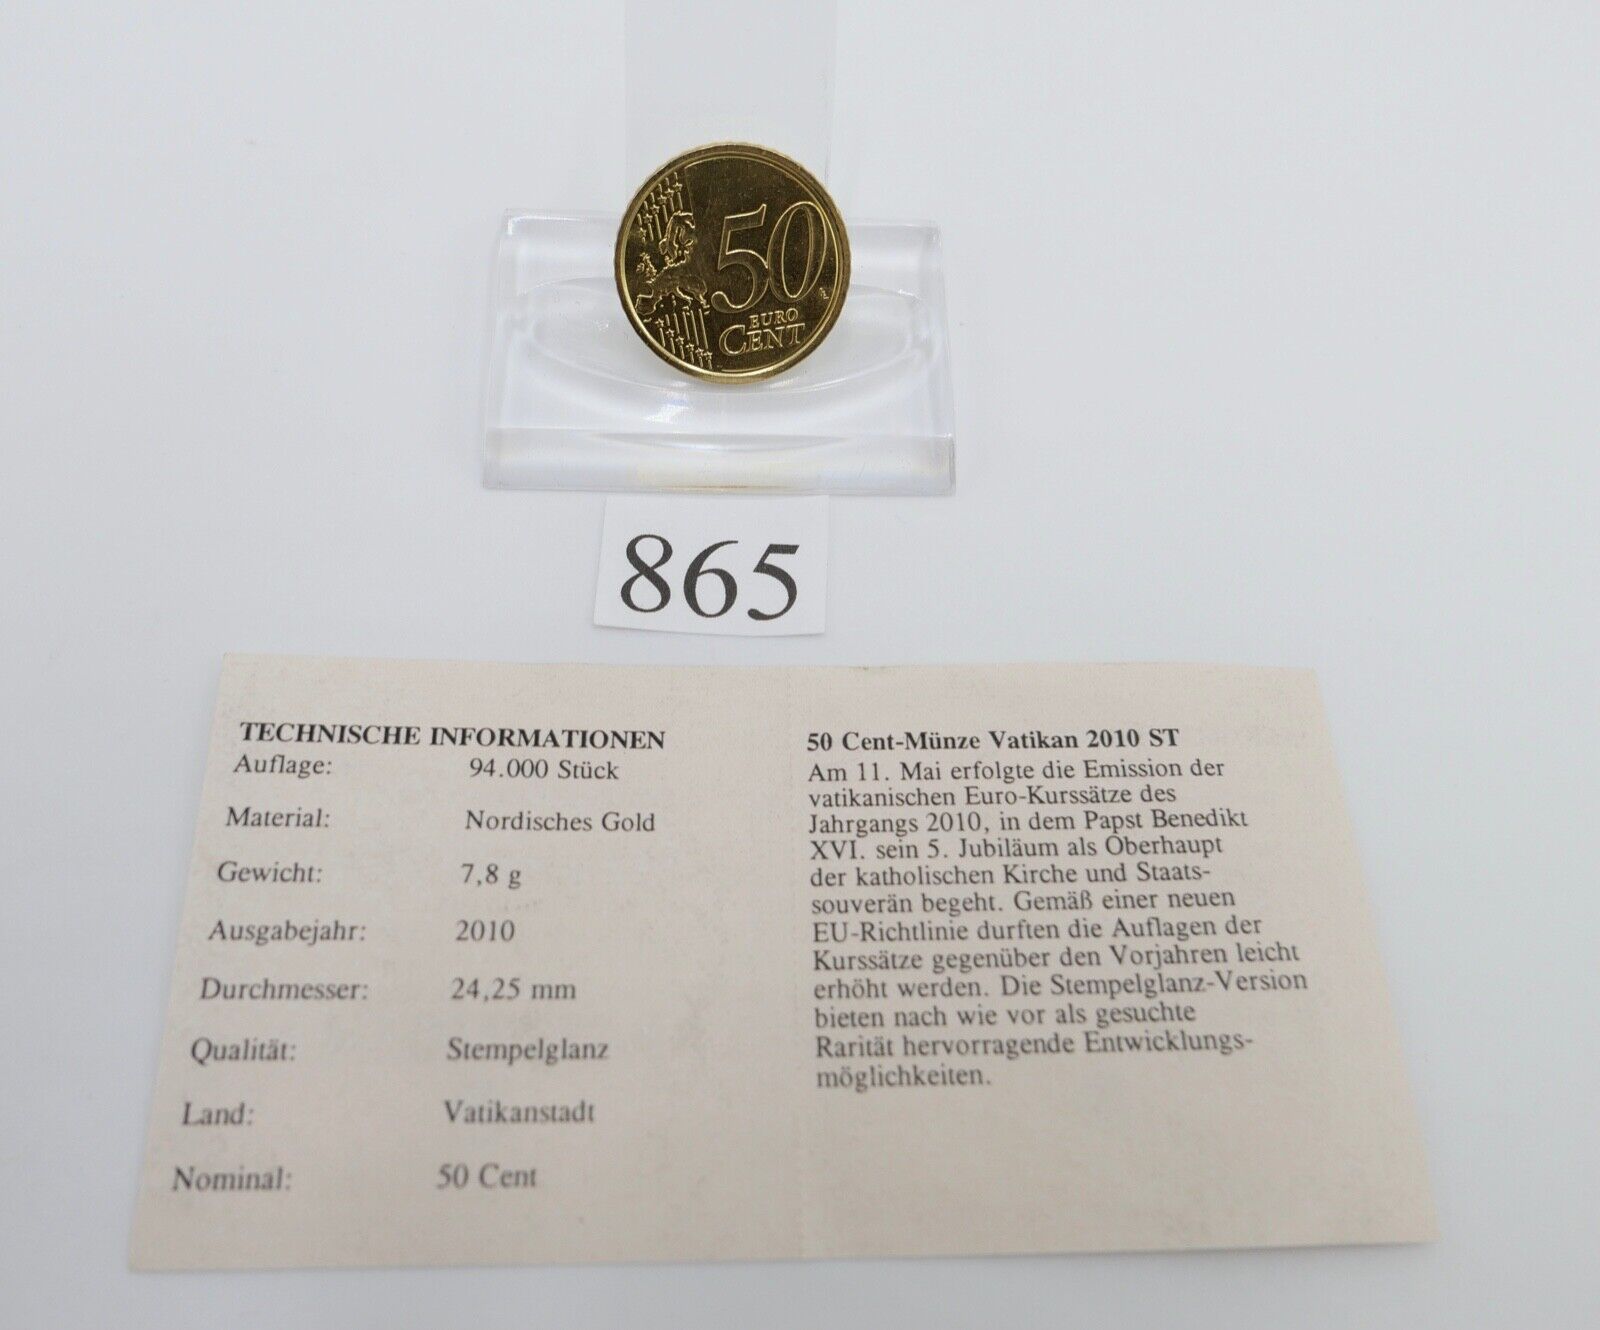 50
EURO
CENT
865
TECHNISCHE INFORMATIONEN
Auflage: 94.000 Stück
Material: Nordisches Gold
Gewicht: 7,8 g
Ausgabejahr: 2010
Durchmesser: 24,25 mm
Qualität: Stempelglanz
Land: Vatikanstadt
Nominal: 50 Cent
50 Cent-Münze Vatikan 2010 ST
Am 11. Mai erfolgte die Emission der
vatikanischen Euro-Kurssätze des
Jahrgangs 2010, in dem Papst Benedikt
XVI. sein 5. Jubiläum als Oberhaupt
der katholischen Kirche und Staats-
souverän begeht. Gemäß einer neuen
EU-Richtlinie durften die Auflagen der
Kurssätze gegenüber den Vorjahren leicht
erhöht werden. Die Stempelglanz-Version
bieten nach wie vor als gesuchte
Rarität hervorragende Entwicklungs-
möglichkeiten.